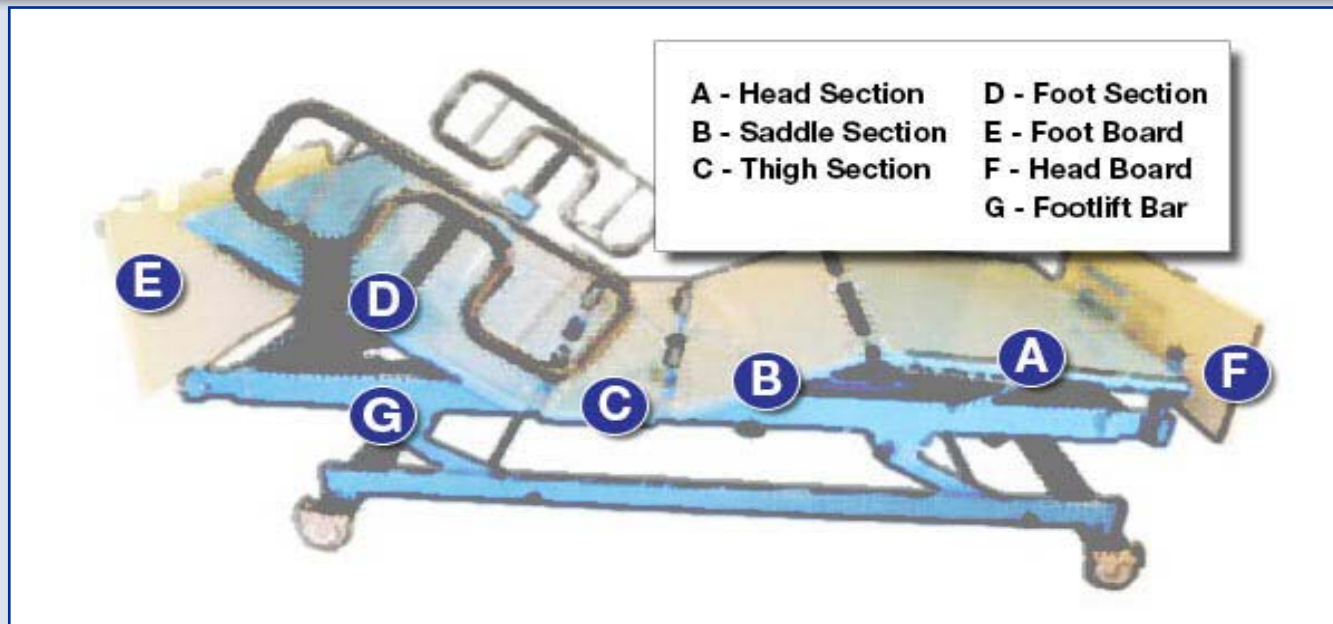 A - Head Section
B - Saddle Section
C - Thigh Section
D - Foot Section
E - Foot Board
F - Head Board
G - Footlift Bar
E
D
G
C
B
A
F